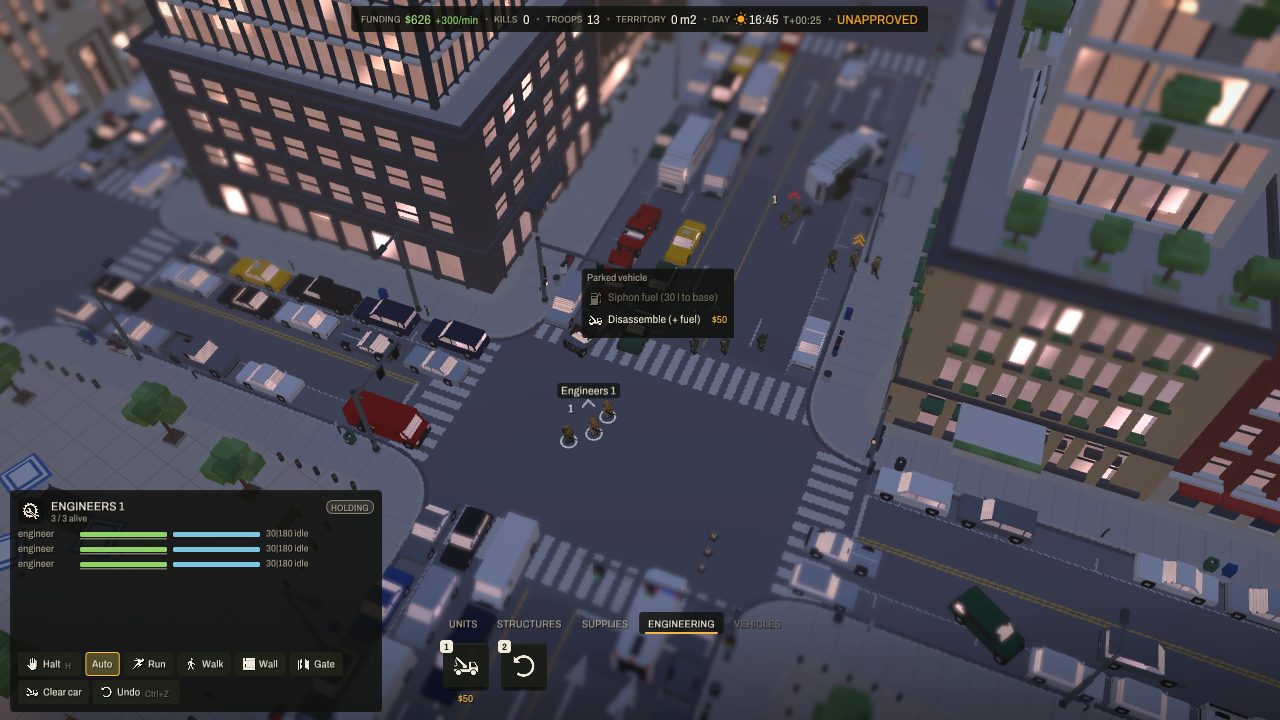 FUNDING $626 +300/min • KILLS 0 • TROOPS 13 • TERRITORY 0 m2 • DAY 16:45 T+00:25 • UNAPPROVED
1
Parked vehicle
Siphon fuel (30 l to base)
Disassemble (+ fuel) $50
Engineers 1
1
ENGINEERS 1 HOLDING
3 / 3 alive
engineer 30|180 idle
engineer 30|180 idle
engineer 30|180 idle
Halt H Auto Run Walk Wall Gate
Clear car Undo Ctrl+Z
UNITS STRUCTURES SUPPLIES ENGINEERING VEHICLES
1 2
$50